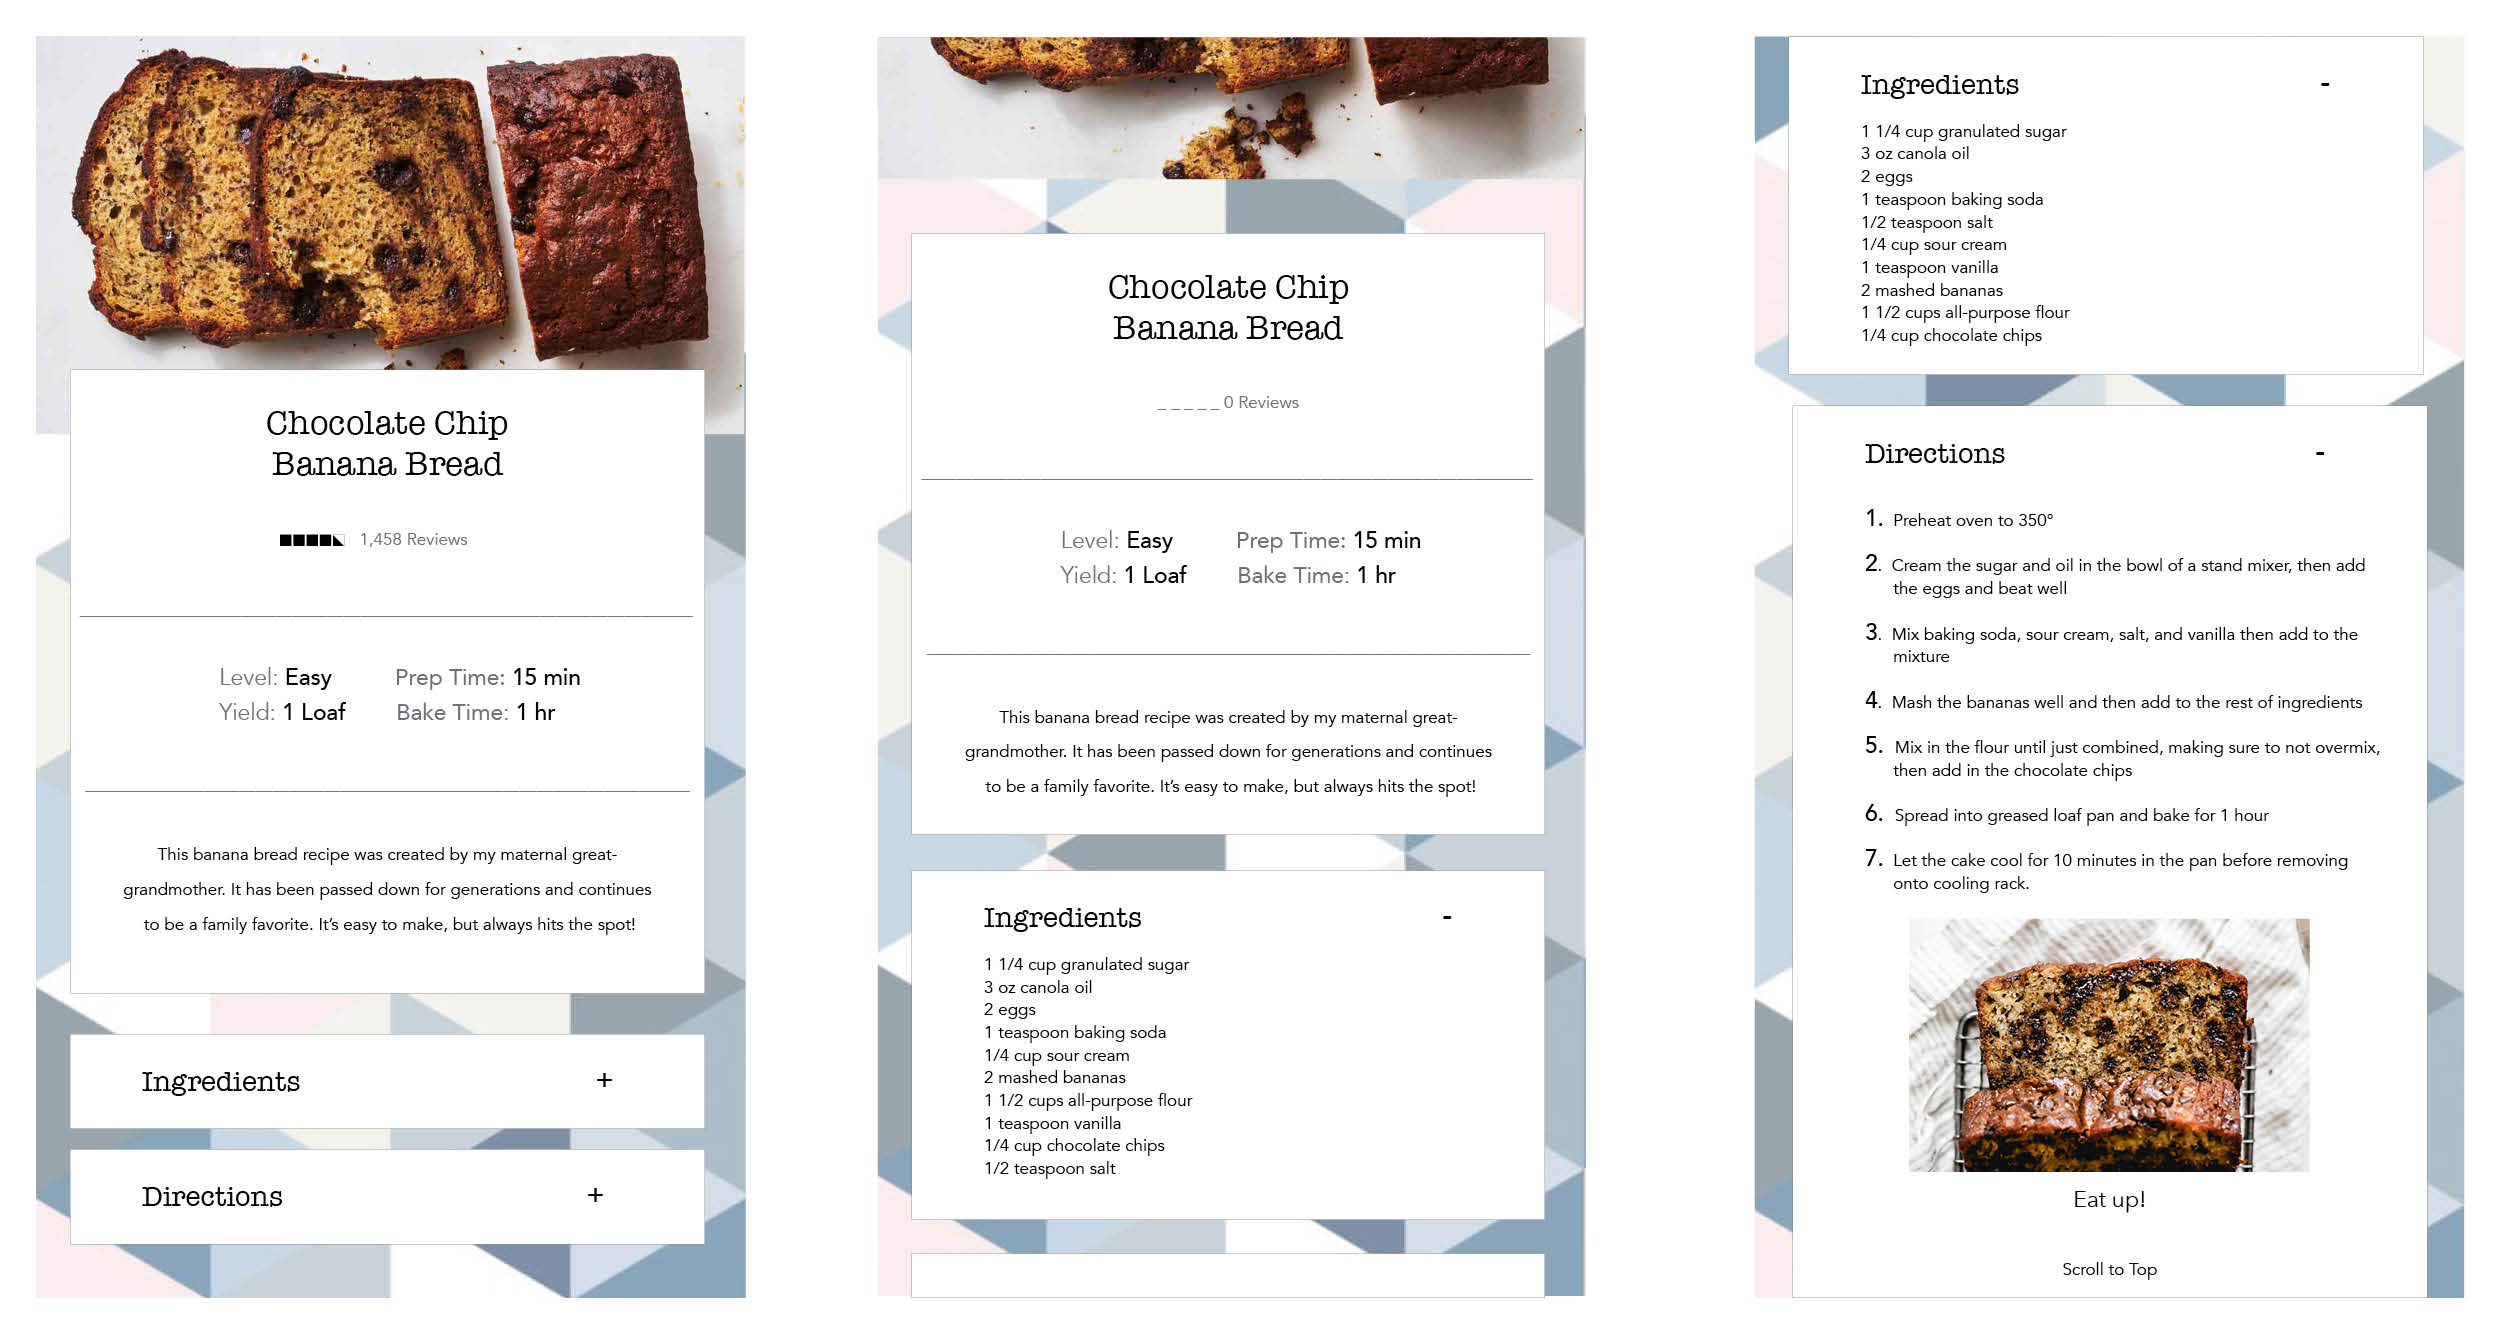 Chocolate Chip
Banana Bread
1,458 Reviews
Level: Easy
Prep Time: 15 min
Yield: 1 Loaf
Bake Time: 1 hr
This banana bread recipe was created by my maternal great-
grandmother. It has been passed down for generations and continues
to be a family favorite. It’s easy to make, but always hits the spot!
Ingredients +
Directions +
Chocolate Chip
Banana Bread
_ _ _ _ _ 0 Reviews
Level: Easy
Prep Time: 15 min
Yield: 1 Loaf
Bake Time: 1 hr
This banana bread recipe was created by my maternal great-
grandmother. It has been passed down for generations and continues
to be a family favorite. It’s easy to make, but always hits the spot!
Ingredients -
1 1/4 cup granulated sugar
3 oz canola oil
2 eggs
1 teaspoon baking soda
1/4 cup sour cream
2 mashed bananas
1 1/2 cups all-purpose flour
1 teaspoon vanilla
1/4 cup chocolate chips
1/2 teaspoon salt
Ingredients -
1 1/4 cup granulated sugar
3 oz canola oil
2 eggs
1 teaspoon baking soda
1/2 teaspoon salt
1/4 cup sour cream
1 teaspoon vanilla
2 mashed bananas
1 1/2 cups all-purpose flour
1/4 cup chocolate chips
Directions -
1. Preheat oven to 350°
2. Cream the sugar and oil in the bowl of a stand mixer, then add
the eggs and beat well
3. Mix baking soda, sour cream, salt, and vanilla then add to the
mixture
4. Mash the bananas well and then add to the rest of ingredients
5. Mix in the flour until just combined, making sure to not overmix,
then add in the chocolate chips
6. Spread into greased loaf pan and bake for 1 hour
7. Let the cake cool for 10 minutes in the pan before removing
onto cooling rack.
Eat up!
Scroll to Top